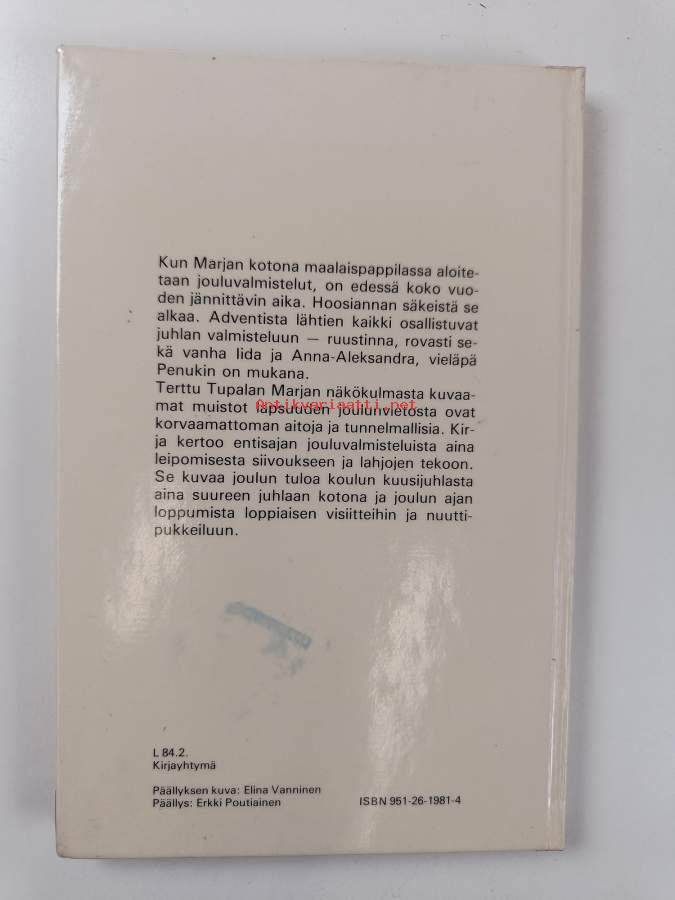 Kun Marjan kotona maalaispappilassa aloite-
taan jouluvalmistelut, on edessä koko vuo-
den jännittävin aika. Hoosiannan säkeistä se
alkaa. Adventista lähtien kaikki osallistuvat
juhlan valmisteluun — ruustinna, rovasti se-
kä vanha Iida ja Anna-Aleksandra, vieläpä
Penukin on mukana.
Terttu Tupalan Marjan näkökulmasta kuvaa-
mat muistot lapsuuden joulunvietosta ovat
Antikvariaatti.net
korvaamattoman aitoja ja tunnelmallisia. Kir-
ja kertoo entisajan jouluvalmisteluista aina
leipomisesta siivoukseen ja lahjojen tekoon.
Se kuvaa joulun tuloa koulun kuusijuhlasta
aina suureen juhlaan kotona ja joulun ajan
loppumista loppiaisen visiitteihin ja nuutti-
pukkeiluun.
L 84.2.
Kirjayhtymä
Päällyksen kuva: Elina Vanninen
Päällys: Erkki Poutiainen
ISBN 951-26-1981-4